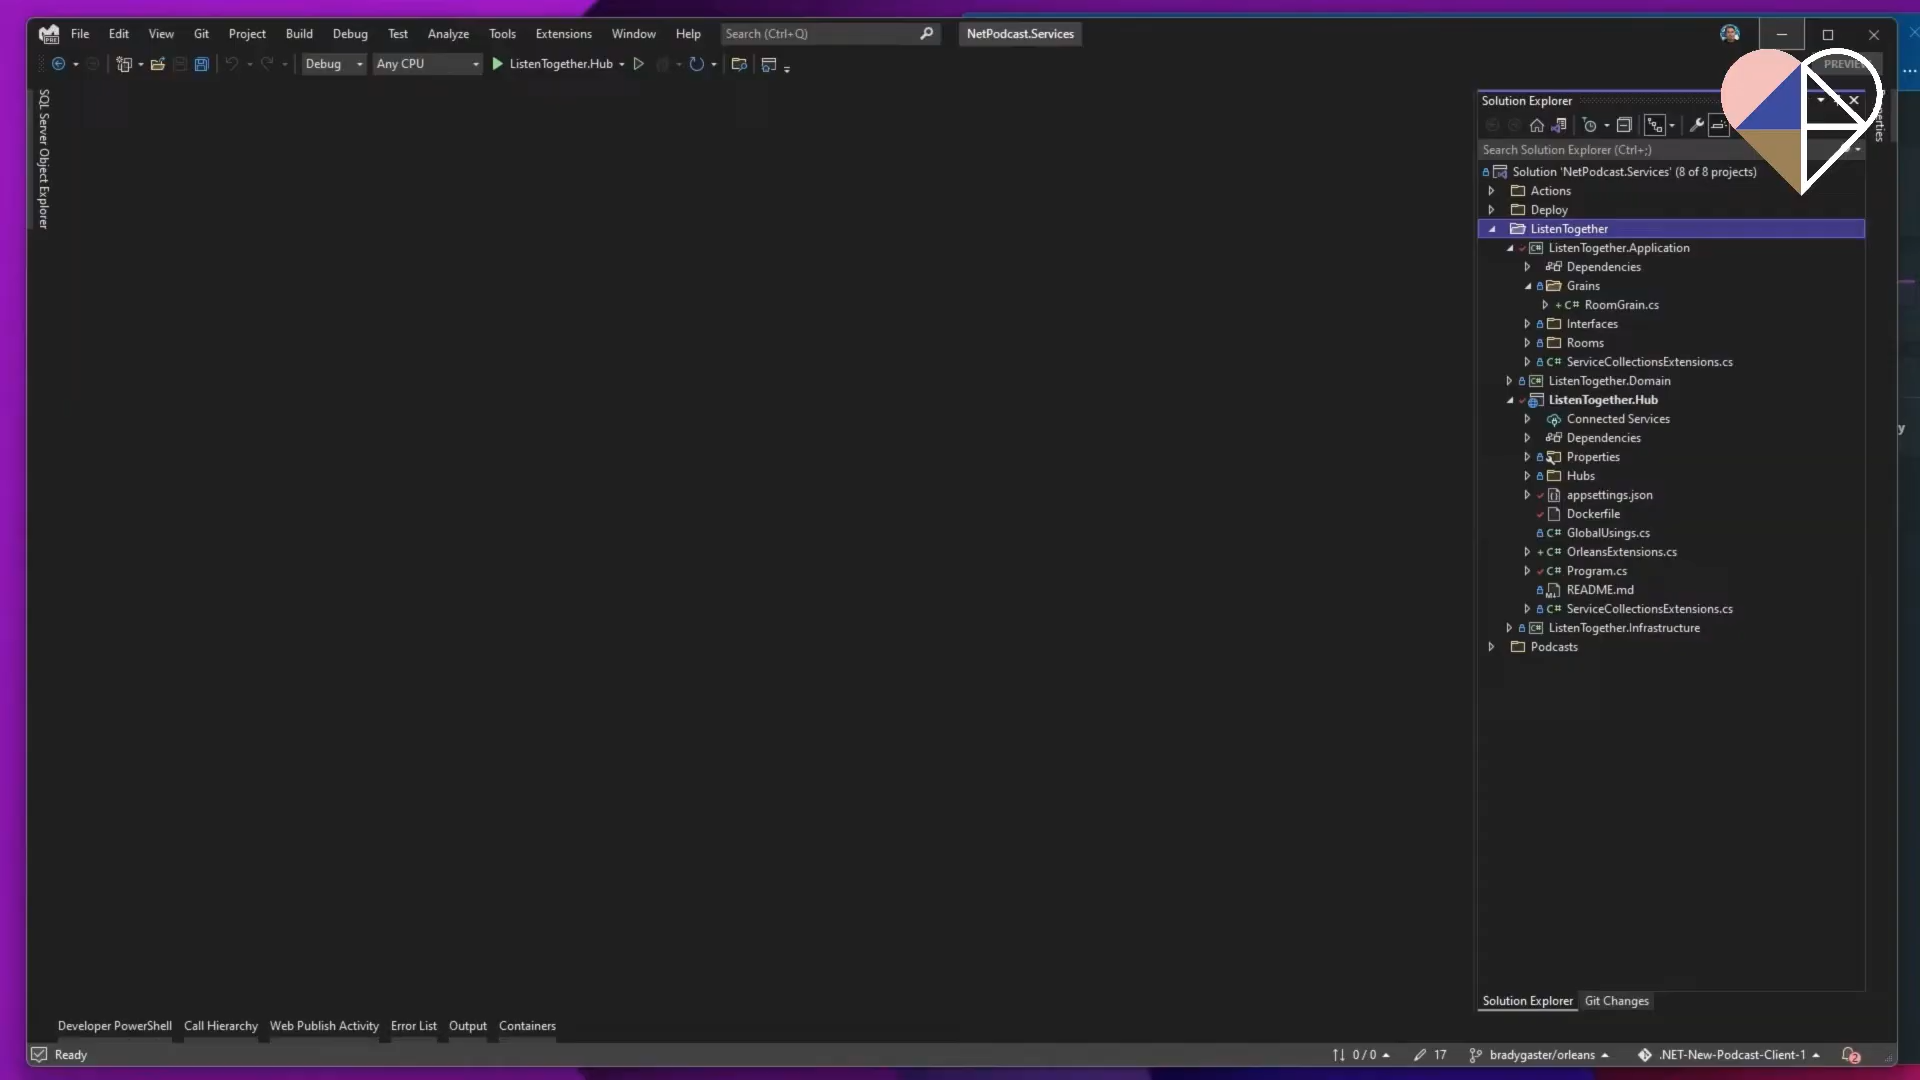 File Edit View Git Project Build Debug Test Analyze Tools Extensions Window Help Search (Ctrl+Q) NetPodcast.Services
Debug Any CPU ListenTogether.Hub
SQL Server Object Explorer
Solution Explorer
Search Solution Explorer (Ctrl+;)
Solution 'NetPodcast.Services' (8 of 8 projects)
Actions
Deploy
ListenTogether
ListenTogether.Application
Dependencies
Grains
RoomGrain.cs
Interfaces
Rooms
ServiceCollectionsExtensions.cs
ListenTogether.Domain
ListenTogether.Hub
Connected Services
Dependencies
Properties
Hubs
appsettings.json
Dockerfile
GlobalUsings.cs
OrleansExtensions.cs
Program.cs
README.md
ServiceCollectionsExtensions.cs
ListenTogether.Infrastructure
Podcasts
Solution Explorer Git Changes
Developer PowerShell Call Hierarchy Web Publish Activity Error List Output Containers
Ready 0 / 0 17 bradygaster/orleans .NET-New-Podcast-Client-1 2